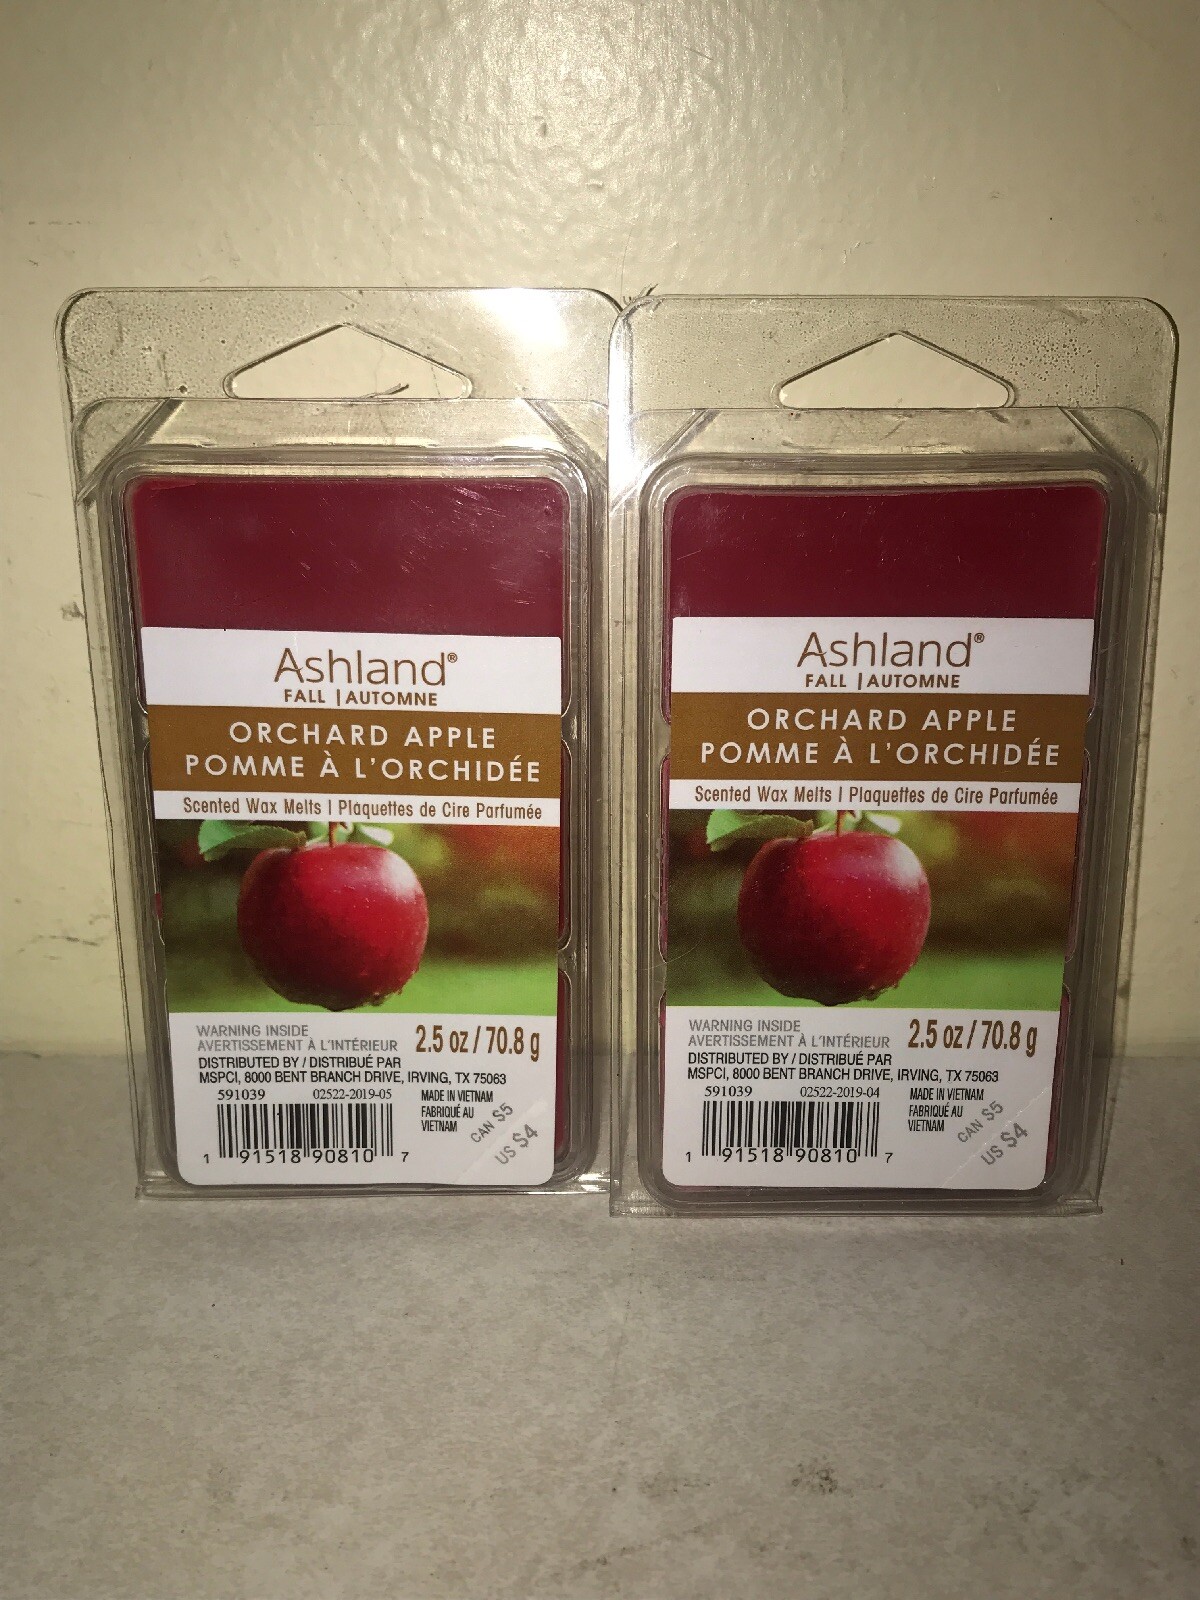 Ashland®
FALL | AUTOMNE
ORCHARD APPLE
POMME À L'ORCHIDÉE
Scented Wax Melts | Plaquettes de Cire Parfumée
WARNING INSIDE
AVERTISSEMENT À L'INTÉRIEUR
2.5 oz / 70.8 g
DISTRIBUTED BY / DISTRIBUÉ PAR
MSPCI, 8000 BENT BRANCH DRIVE, IRVING, TX 75063
591039 02522-2019-05
MADE IN VIETNAM
FABRIQUÉ AU
VIETNAM
CAN $5
US $4
1 91518 90810 7
Ashland®
FALL | AUTOMNE
ORCHARD APPLE
POMME À L'ORCHIDÉE
Scented Wax Melts | Plaquettes de Cire Parfumée
WARNING INSIDE
AVERTISSEMENT À L'INTÉRIEUR
2.5 oz / 70.8 g
DISTRIBUTED BY / DISTRIBUÉ PAR
MSPCI, 8000 BENT BRANCH DRIVE, IRVING, TX 75063
591039 02522-2019-04
MADE IN VIETNAM
FABRIQUÉ AU
VIETNAM
CAN $5
US $4
1 91518 90810 7